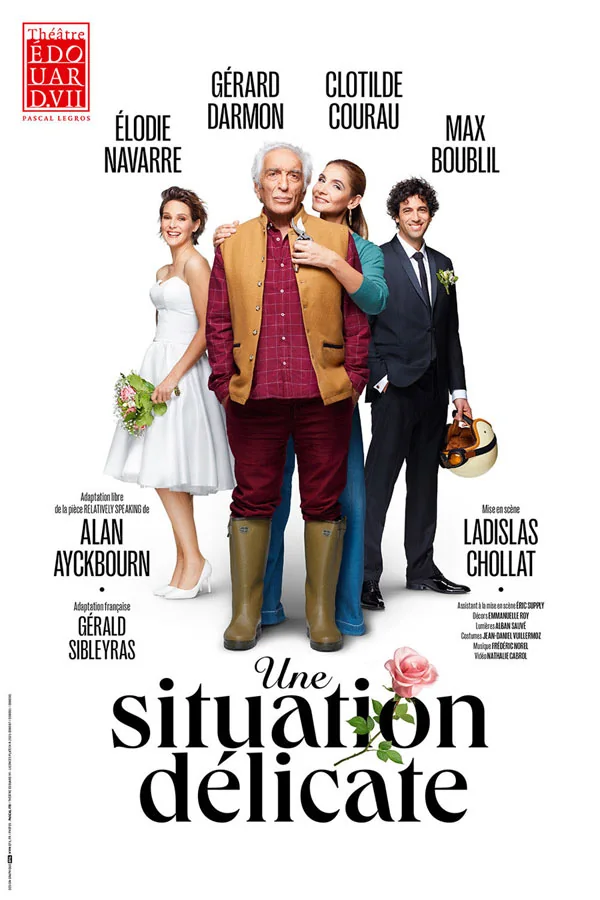 Théâtre
ÉDO
UAR
D.VII
PASCAL LEGROS
GÉRARD
DARMON
CLOTILDE
COURAU
ÉLODIE
NAVARRE
MAX
BOUBLIL
Adaptation libre
de la pièce RELATIVELY SPEAKING de
ALAN
AYCKBOURN
•
Adaptation française
GÉRALD
SIBLEYRAS
Mise en scène
LADISLAS
CHOLLAT
•
Assistant à la mise en scène ÉRIC SUPPLY
Décors EMMANUELLE ROY
Lumières ALBAN SAUVÉ
Costumes JEAN-DANIEL VUILLERMOZ
Musique FRÉDÉRIC NOREL
Vidéo NATHALIE CABROL
Une
situation
délicate